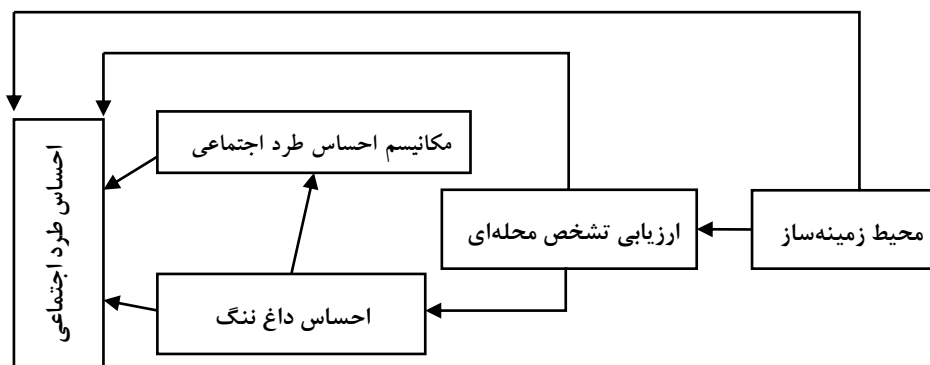 محیط زمینه‌ساز
ارزیابی تشخص محله‌ای
مکانیسم احساس طرد اجتماعی
احساس داغ ننگ
احساس طرد اجتماعی